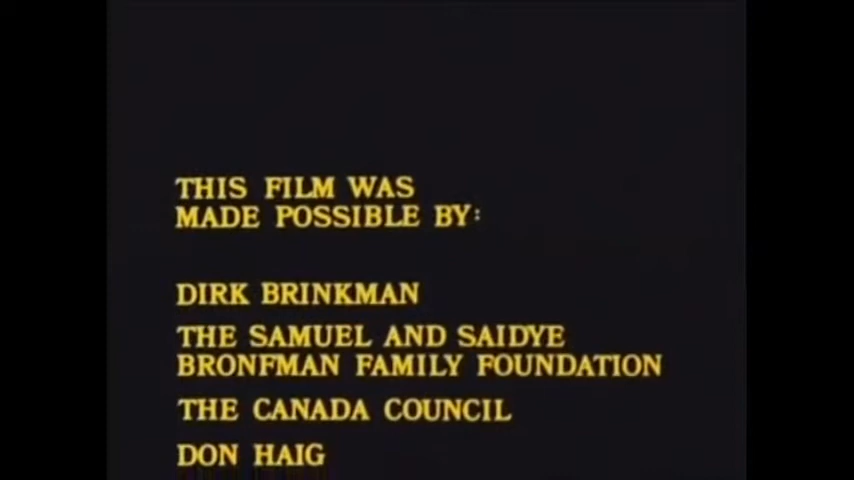 THIS FILM WAS
MADE POSSIBLE BY:
DIRK BRINKMAN
THE SAMUEL AND SAIDYE
BRONFMAN FAMILY FOUNDATION
THE CANADA COUNCIL
DON HAIG